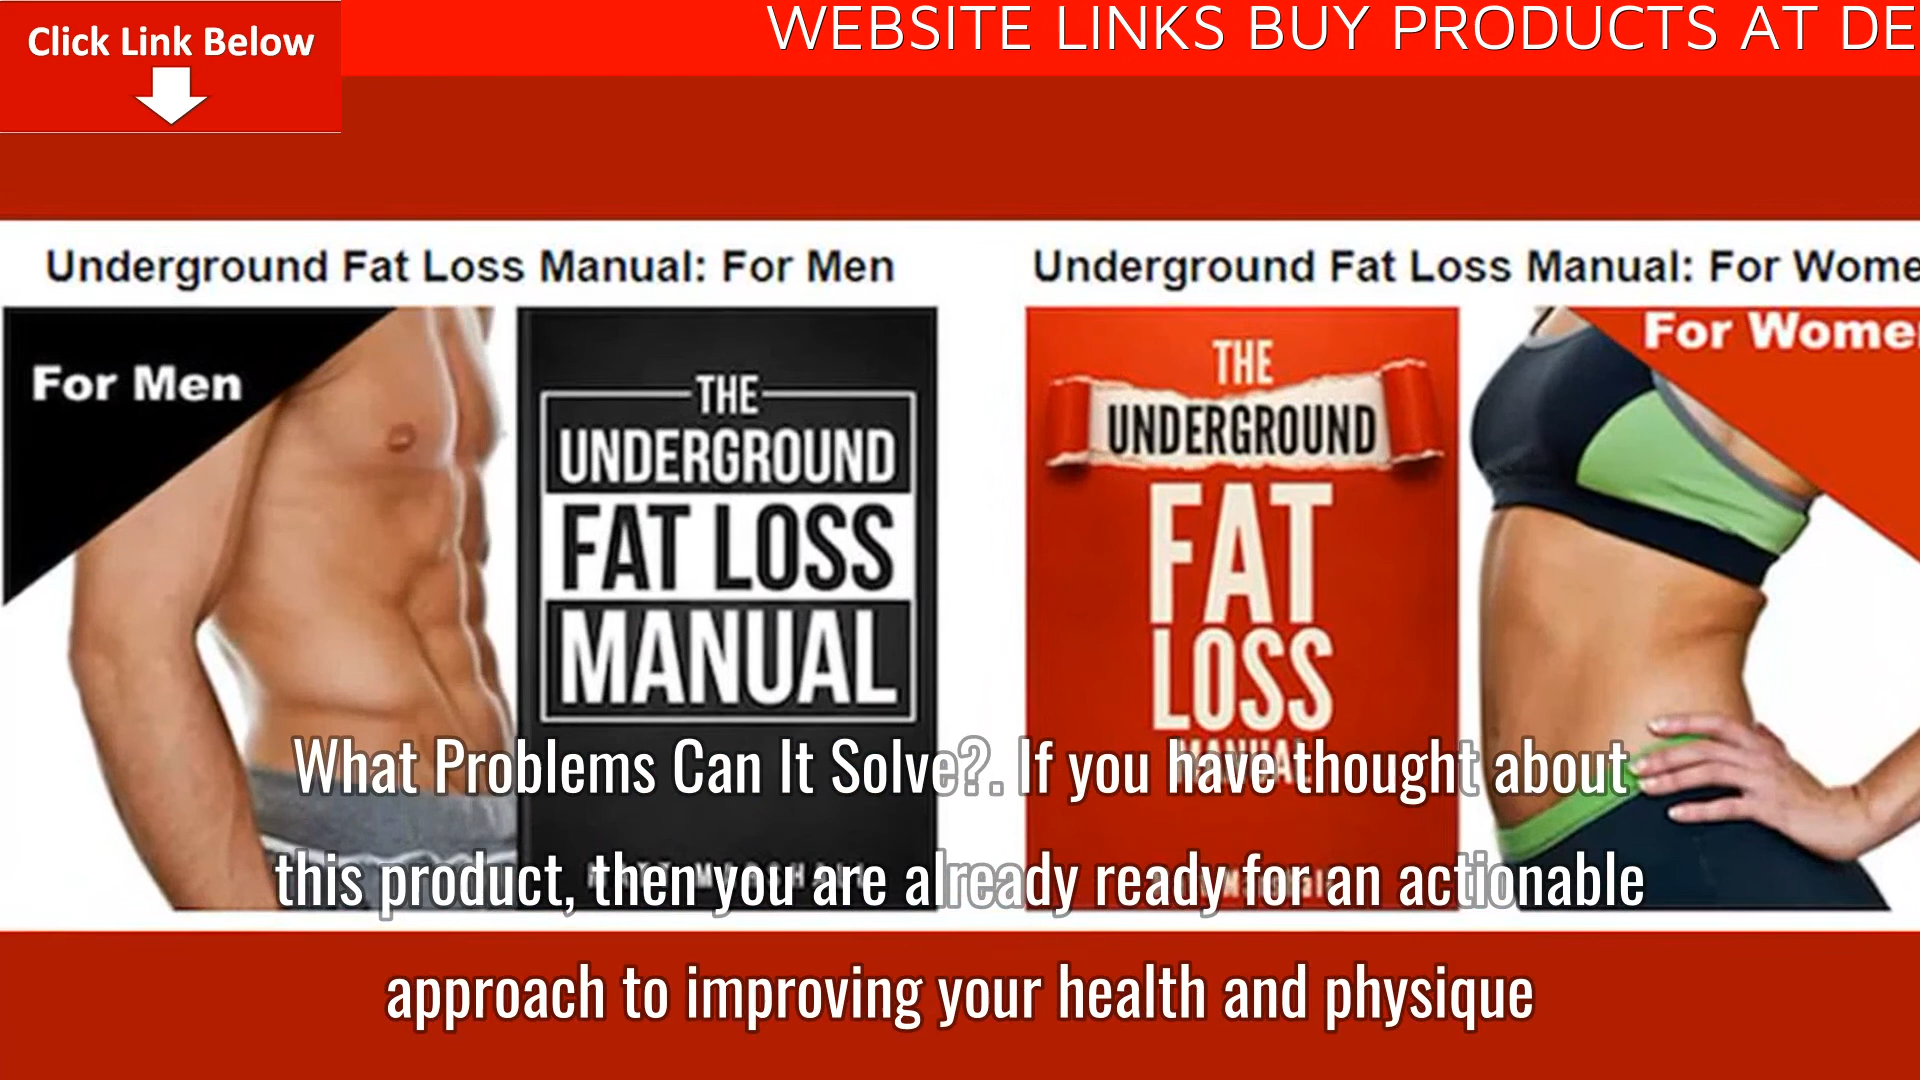 Click Link Below
WEBSITE LINKS BUY PRODUCTS AT DE
Underground Fat Loss Manual: For Men
Underground Fat Loss Manual: For Wome
For Men
THE
UNDERGROUND
FAT LOSS
MANUAL
THE
UNDERGROUND
FAT
LOSS
MANUAL
For Women
What Problems Can It Solve?. If you have thought about
this product, then you are already ready for an actionable
approach to improving your health and physique